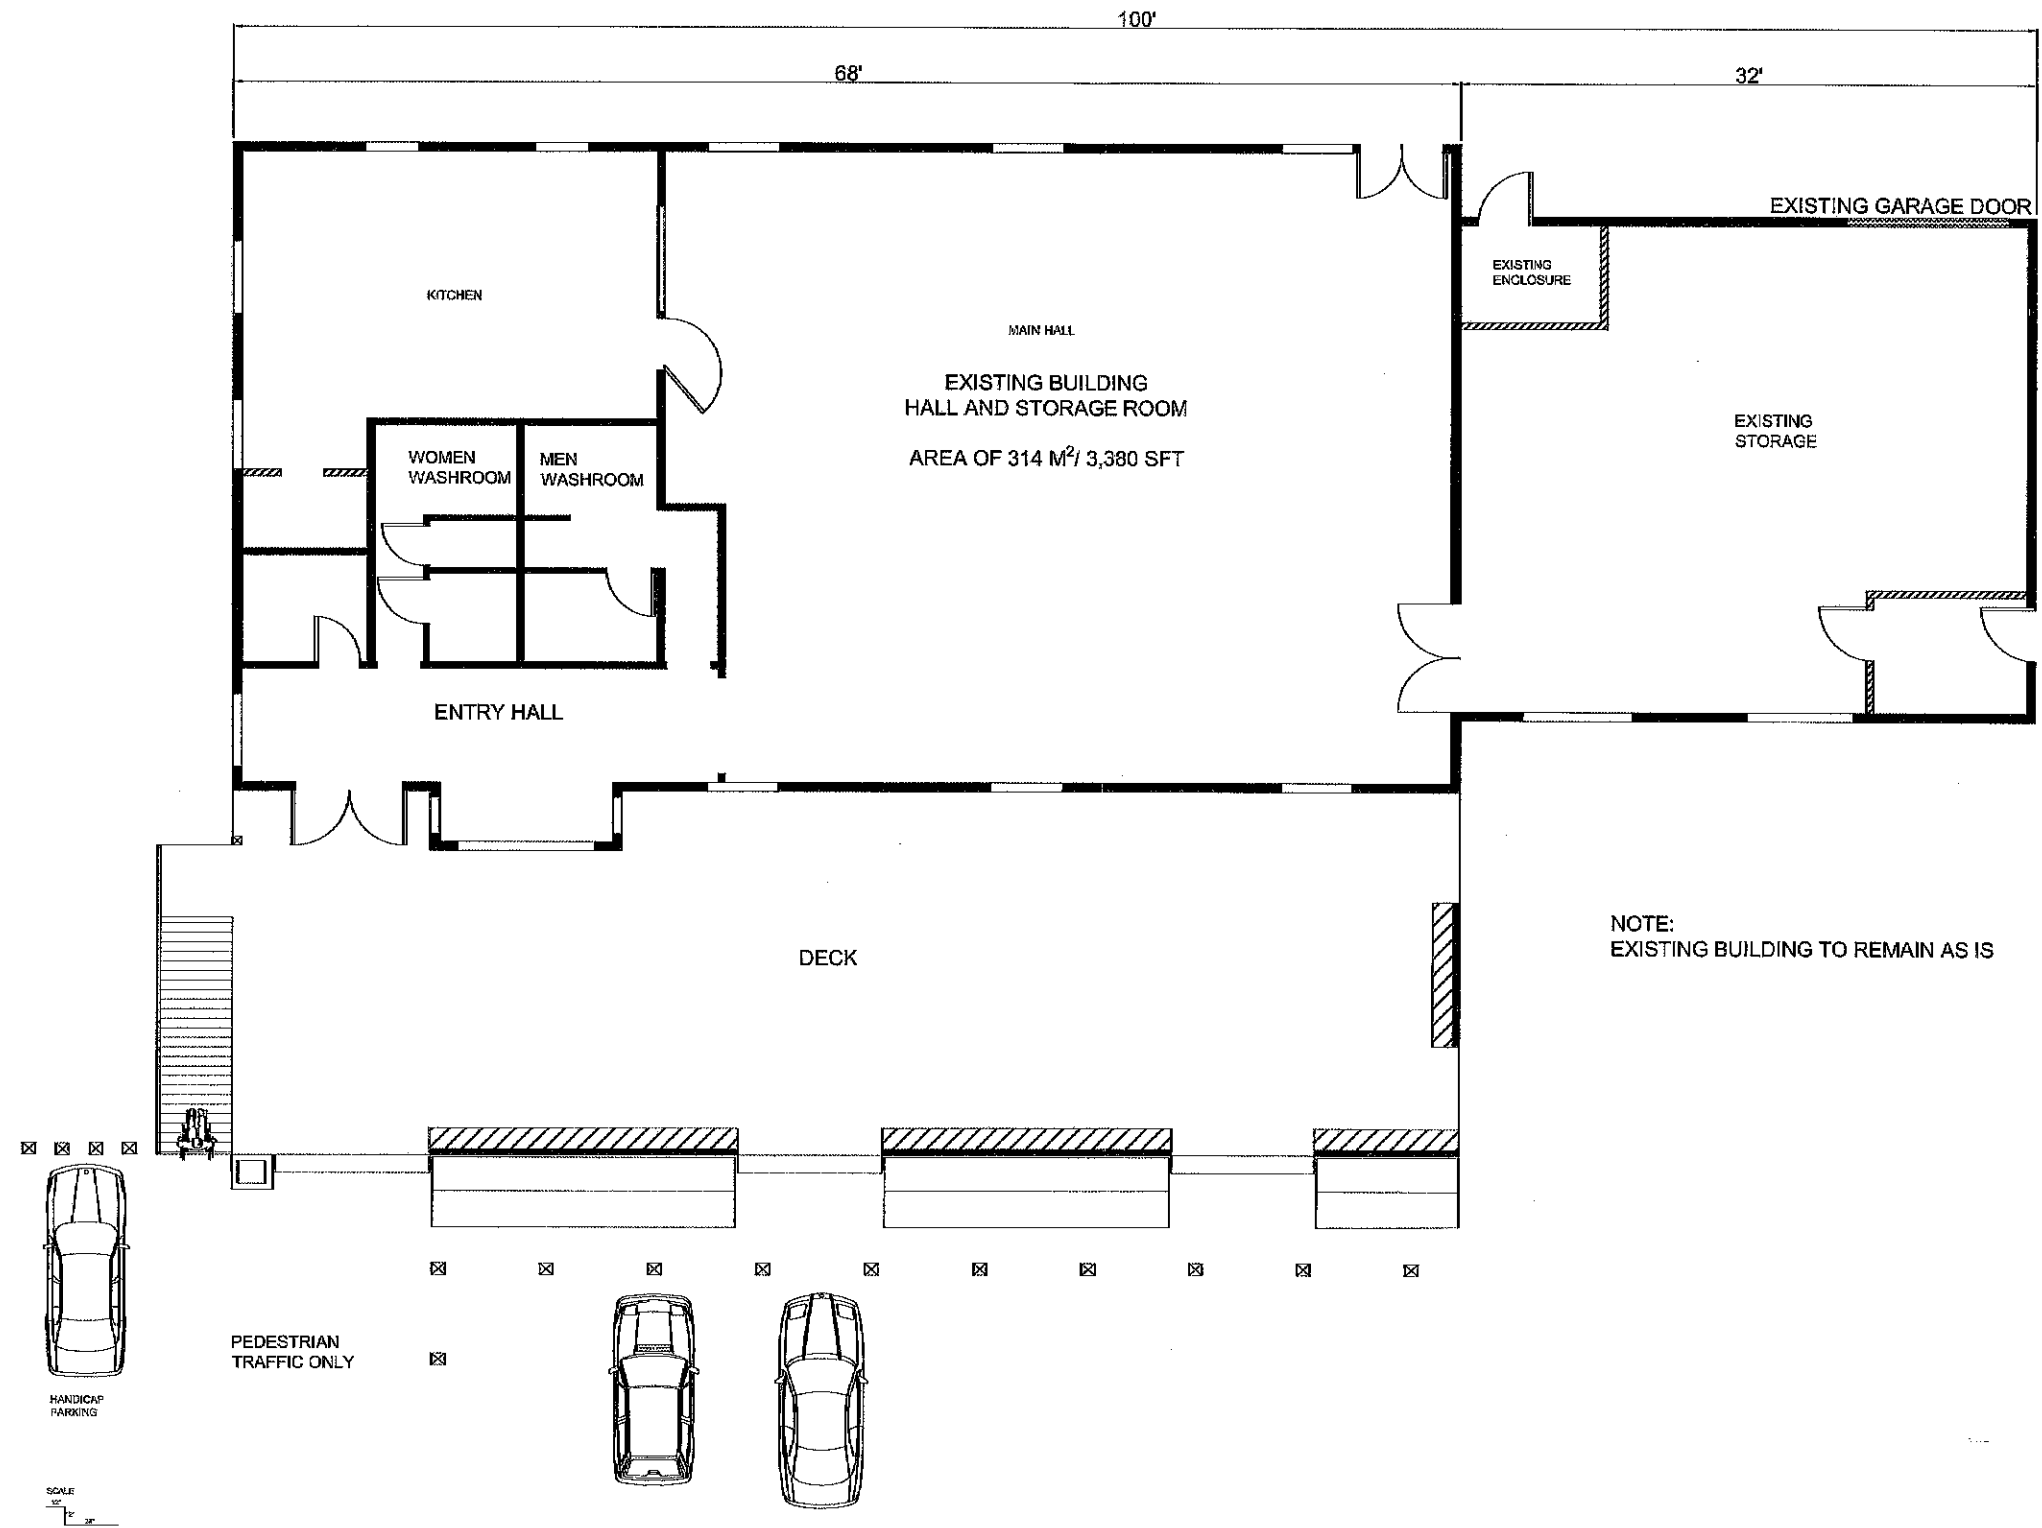 100'
68'
32'
EXISTING GARAGE DOOR
EXISTING
ENCLOSURE
KITCHEN
MAIN HALL
EXISTING BUILDING
HALL AND STORAGE ROOM
AREA OF 314 M²/ 3,380 SFT
EXISTING
STORAGE
WOMEN
WASHROOM
MEN
WASHROOM
ENTRY HALL
DECK
NOTE:
EXISTING BUILDING TO REMAIN AS IS
PEDESTRIAN
TRAFFIC ONLY
HANDICAP
PARKING
SCALE